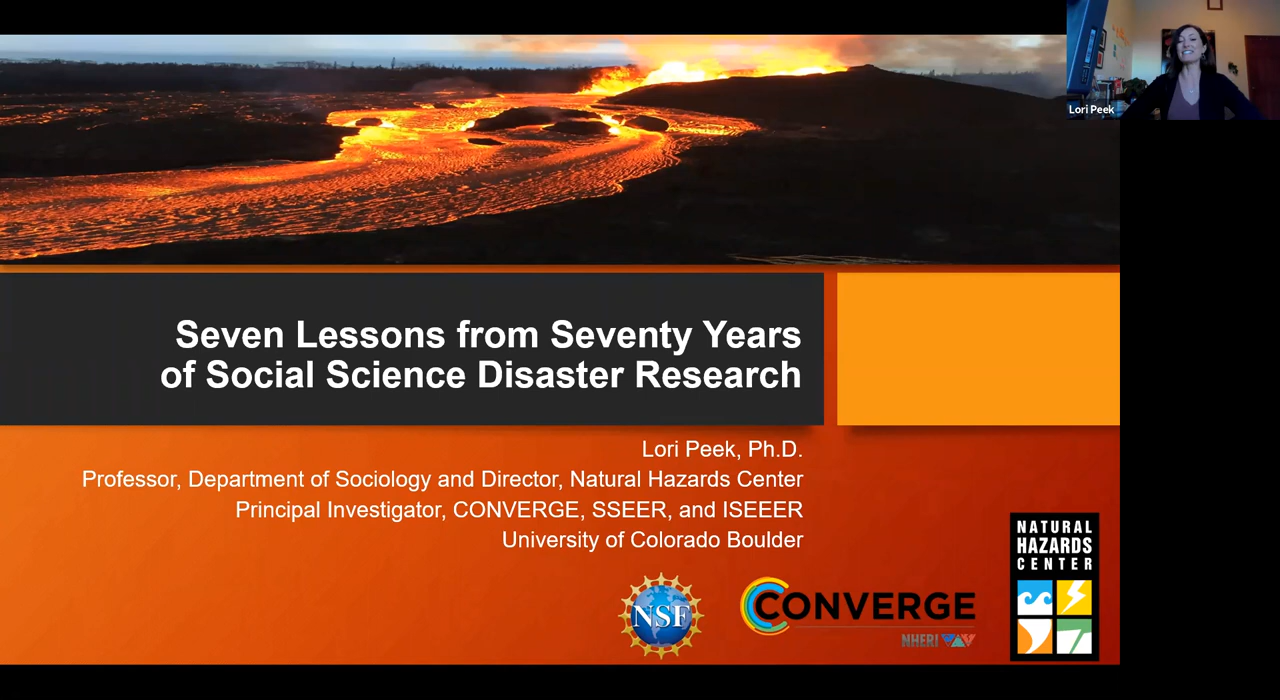 Lori Peek
Seven Lessons from Seventy Years
of Social Science Disaster Research
Lori Peek, Ph.D.
Professor, Department of Sociology and Director, Natural Hazards Center
Principal Investigator, CONVERGE, SSEER, and ISEEER
University of Colorado Boulder
NSF
CONVERGE
NHERI
NATURAL
HAZARDS
CENTER